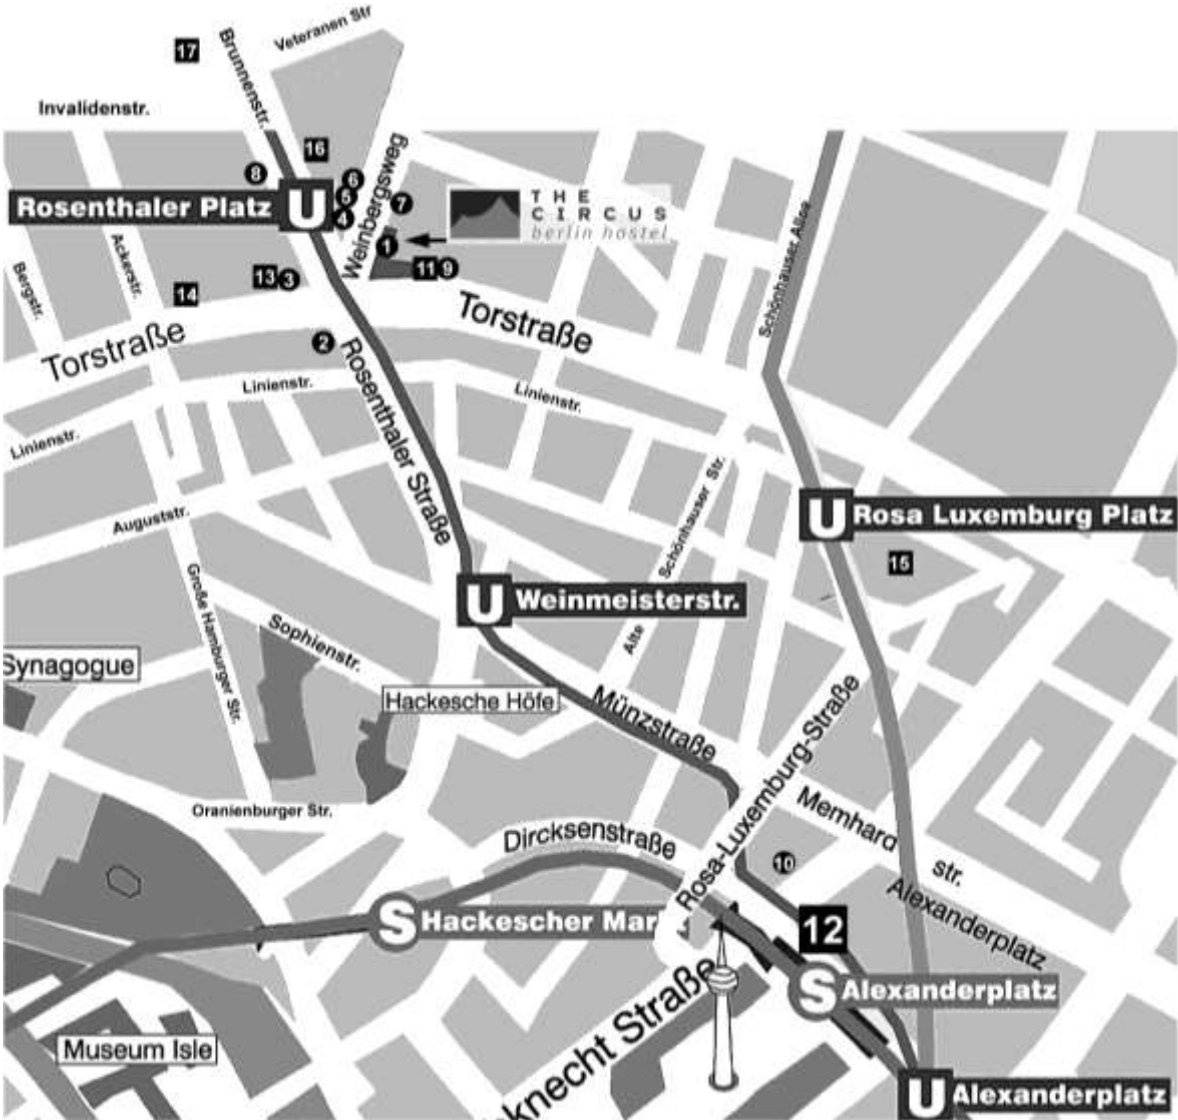 Veteranen Str
17
Brunnenstr.
Invalidenstr.
16
8
6
5
4
7
Weinbergsweg
Rosenthaler Platz
U
THE
CIRCUS
berlin hostel
1
11
9
13
3
14
Ackerstr.
Bergstr.
Schönhauser Allee
Torstraße
Torstraße
2
Rosenthaler Straße
Linienstr.
Linienstr.
Linienstr.
Auguststr.
Alte Schönhauser Str.
U
Rosa Luxemburg Platz
15
U
Weinmeisterstr.
Große Hamburger Str.
Sophienstr.
Synagogue
Hackesche Höfe
Münzstraße
Rosa-Luxemburg-Straße
Oranienburger Str.
Dircksenstraße
Memhard str.
10
Alexanderplatz
S
Hackescher Mar
12
S
Alexanderplatz
knecht Straße
Museum Isle
U
Alexanderplatz